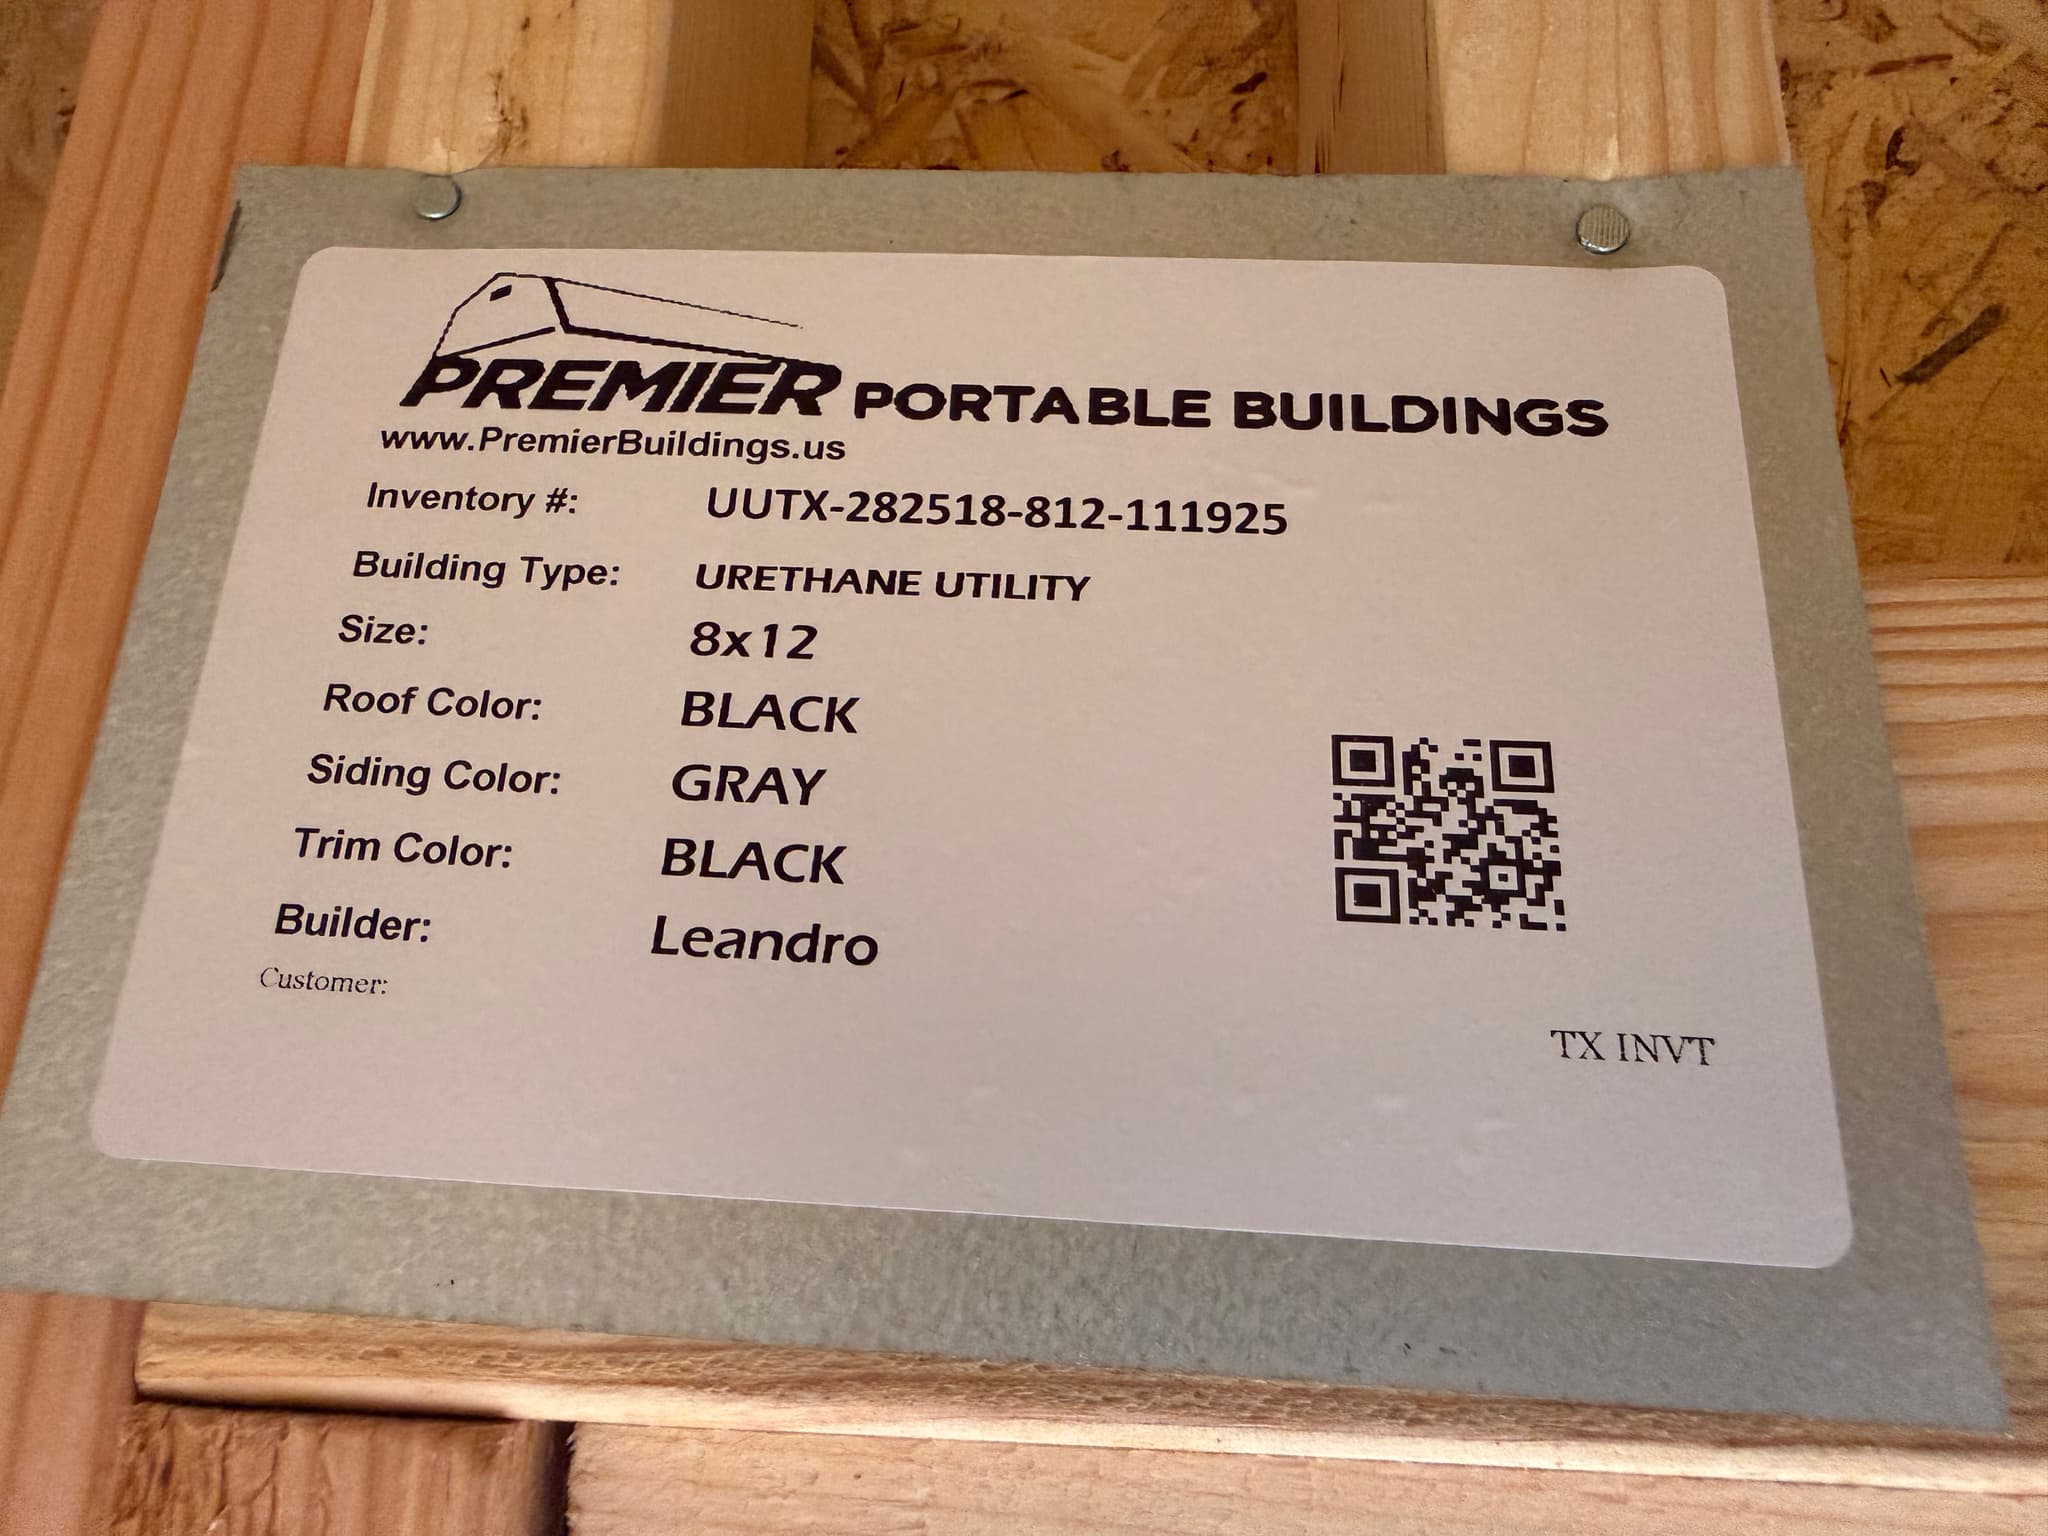 PREMIER PORTABLE BUILDINGS
www.PremierBuildings.us
Inventory #: UUTX-282518-812-111925
Building Type: URETHANE UTILITY
Size: 8x12
Roof Color: BLACK
Siding Color: GRAY
Trim Color: BLACK
Builder: Leandro
Customer:
TX INVT